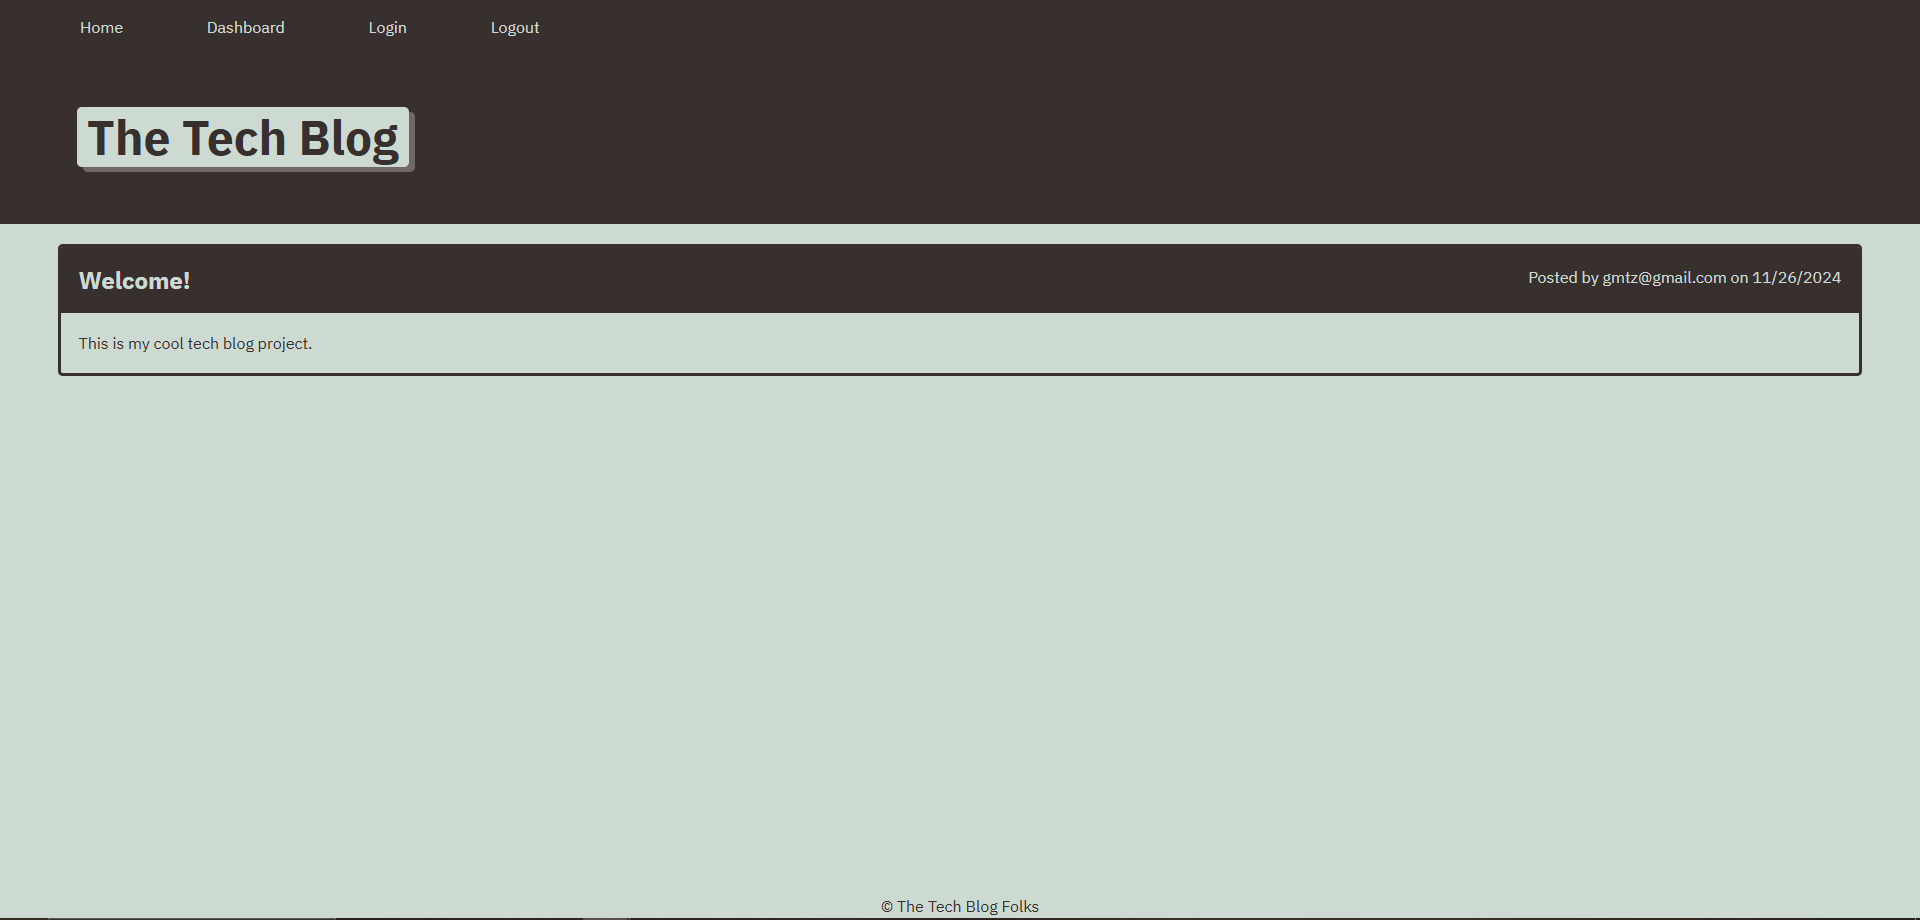 Home Dashboard Login Logout
The Tech Blog
Welcome! Posted by gmtz@gmail.com on 11/26/2024
This is my cool tech blog project.
© The Tech Blog Folks